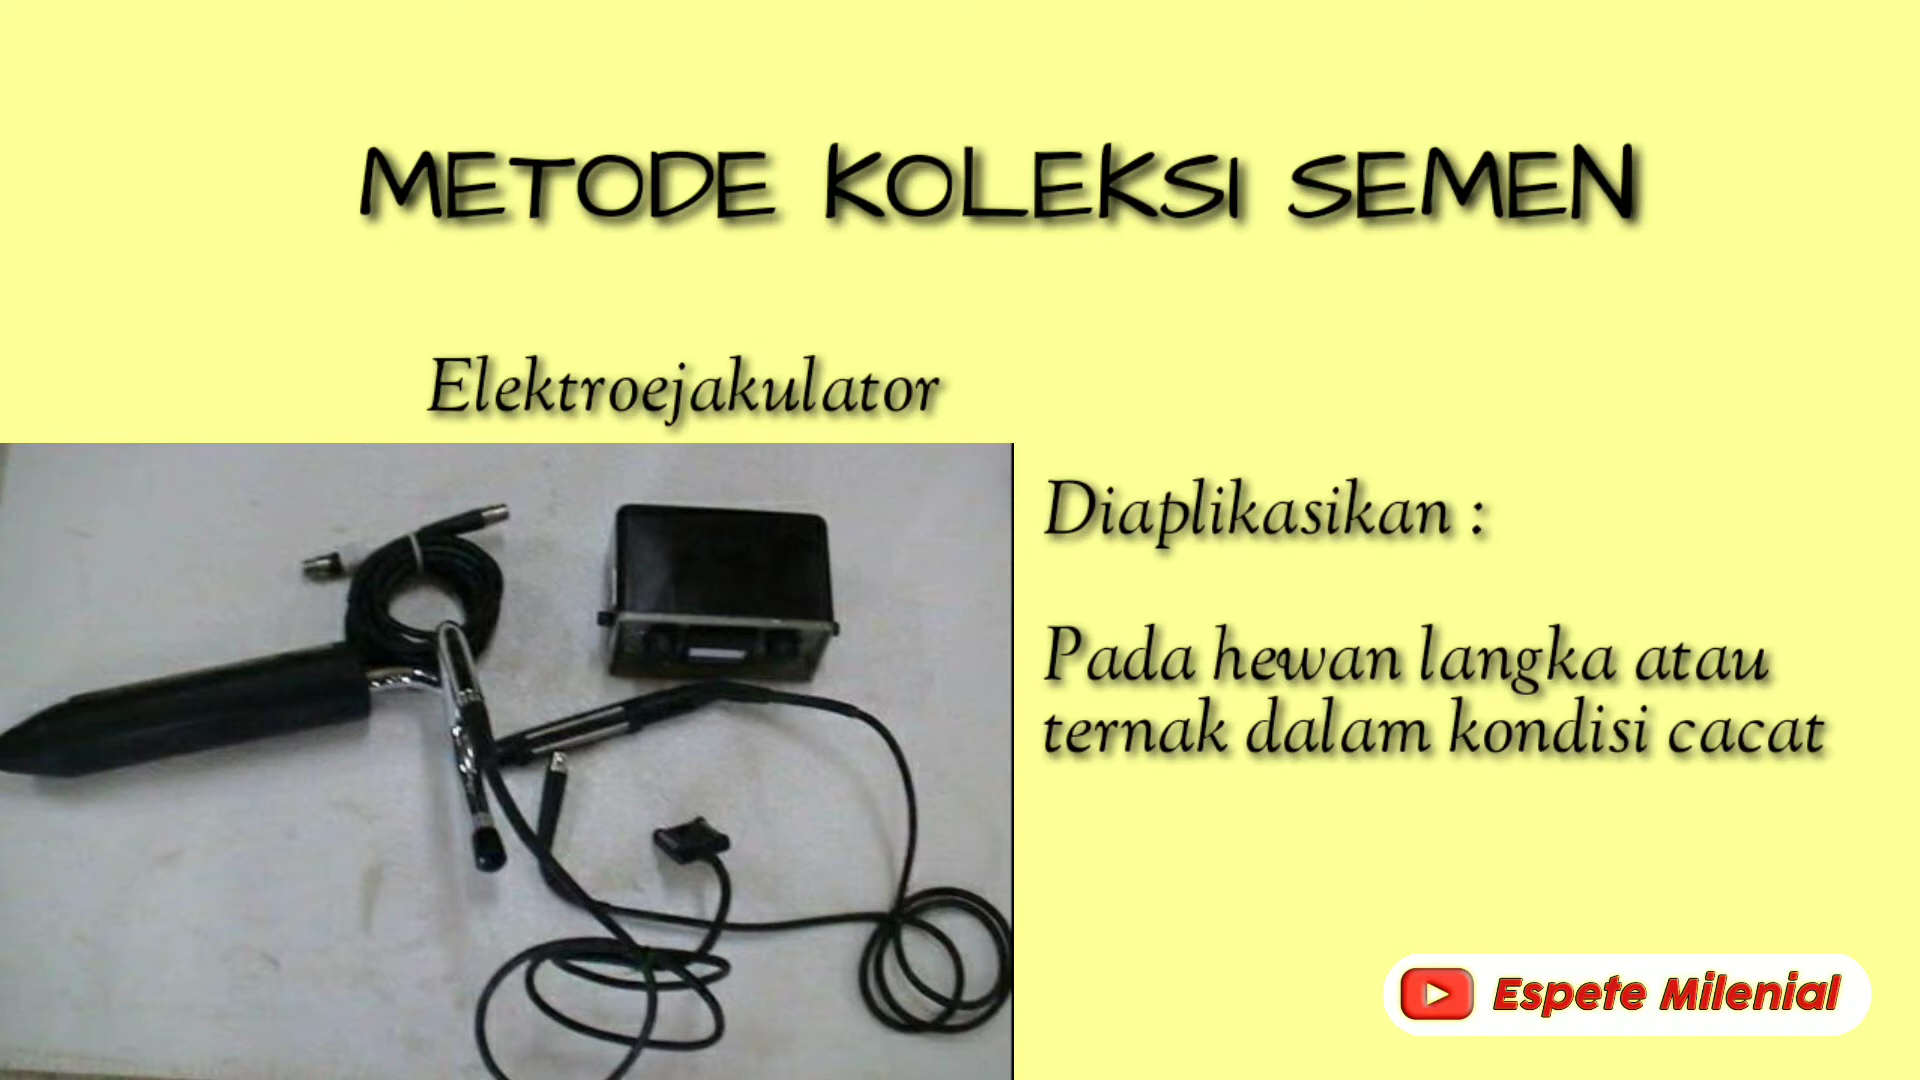 METODE KOLEKSI SEMEN
Elektroejakulator
Diaplikasikan :
Pada hewan langka atau
ternak dalam kondisi cacat
Espete Milenial